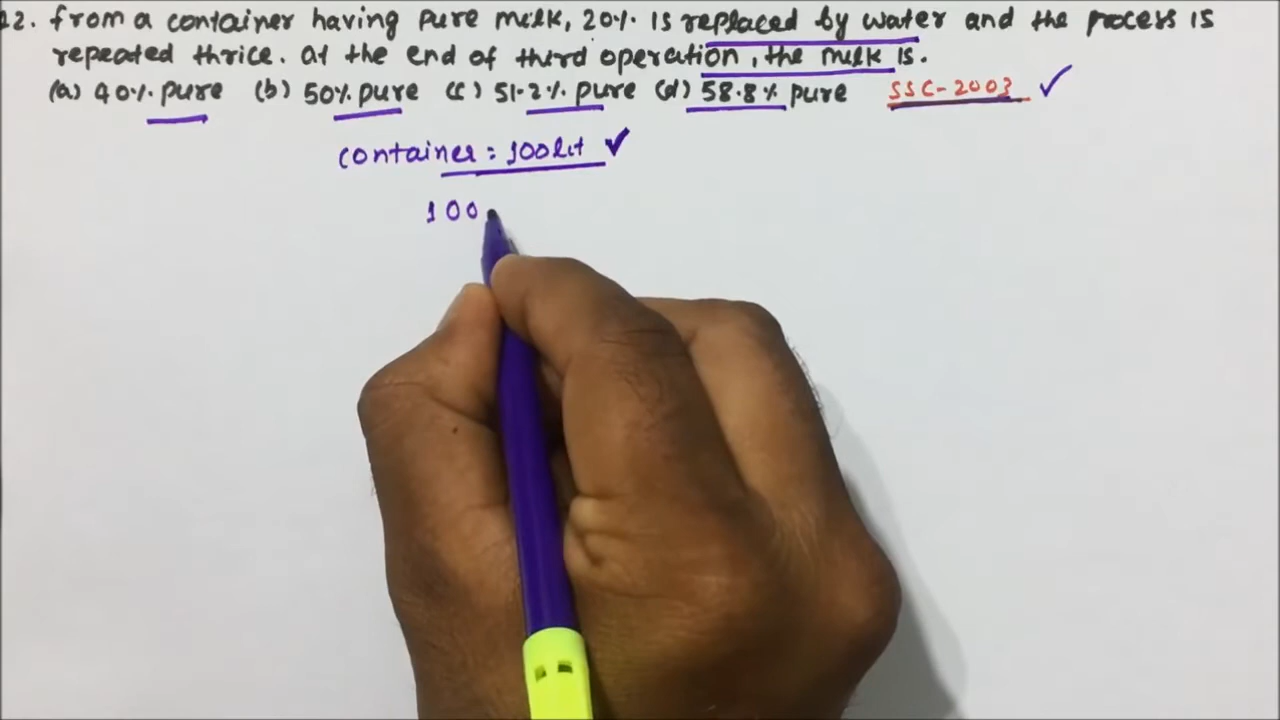 12. from a container having pure milk, 20%. is replaced by water and the process is
repeated thrice. at the end of third operation, the milk is.
(a) 40%. pure (b) 50%. pure (c) 51.2%. pure (d) 58.8% pure SSC-2003 ✓
container = 100lit ✓
100